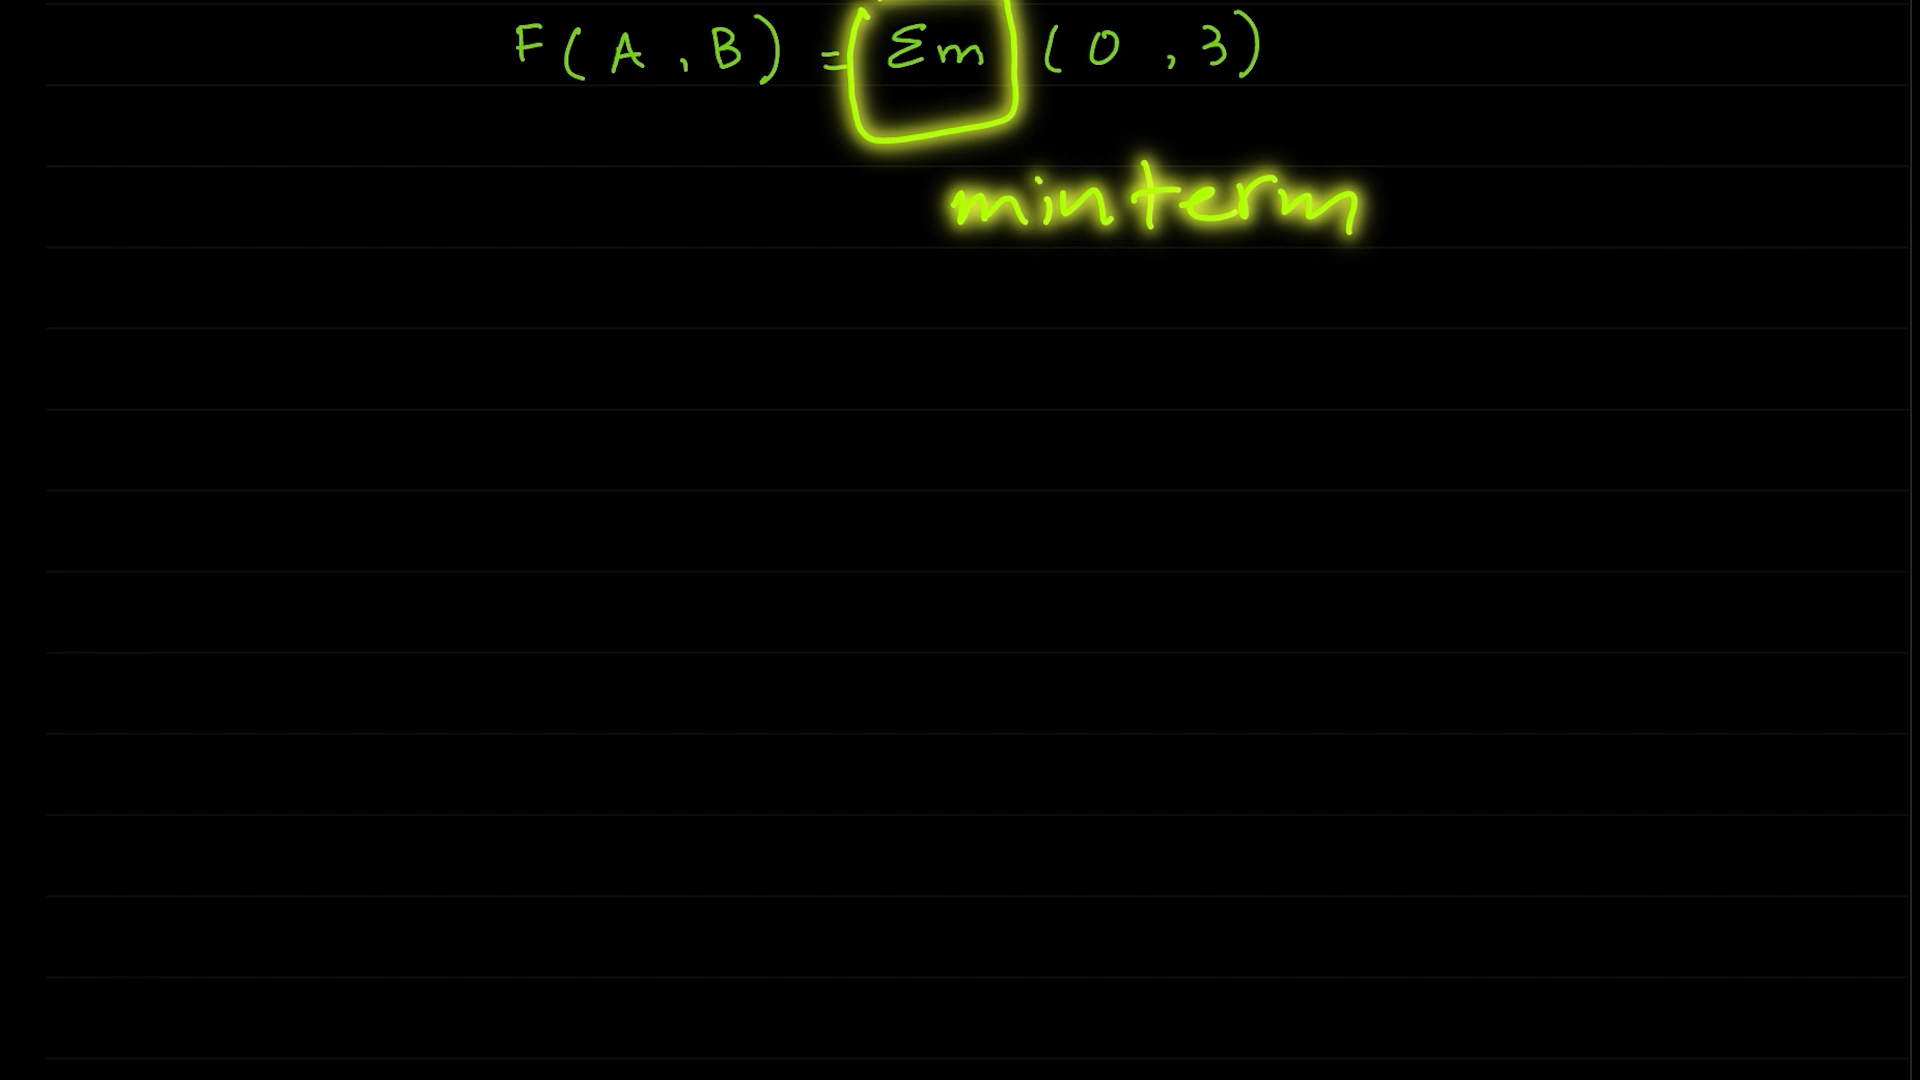 F(A,B) = Σm (0,3)
minterm